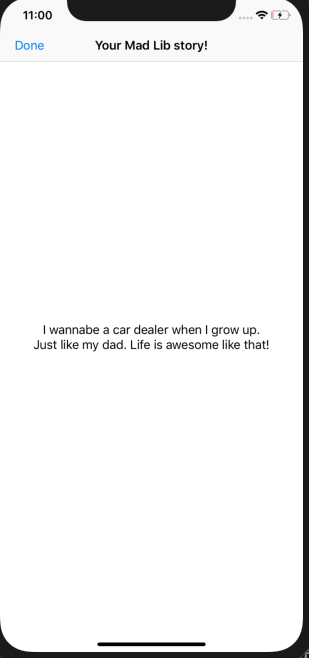 11:00
Done Your Mad Lib story!
I wannabe a car dealer when I grow up.
Just like my dad. Life is awesome like that!